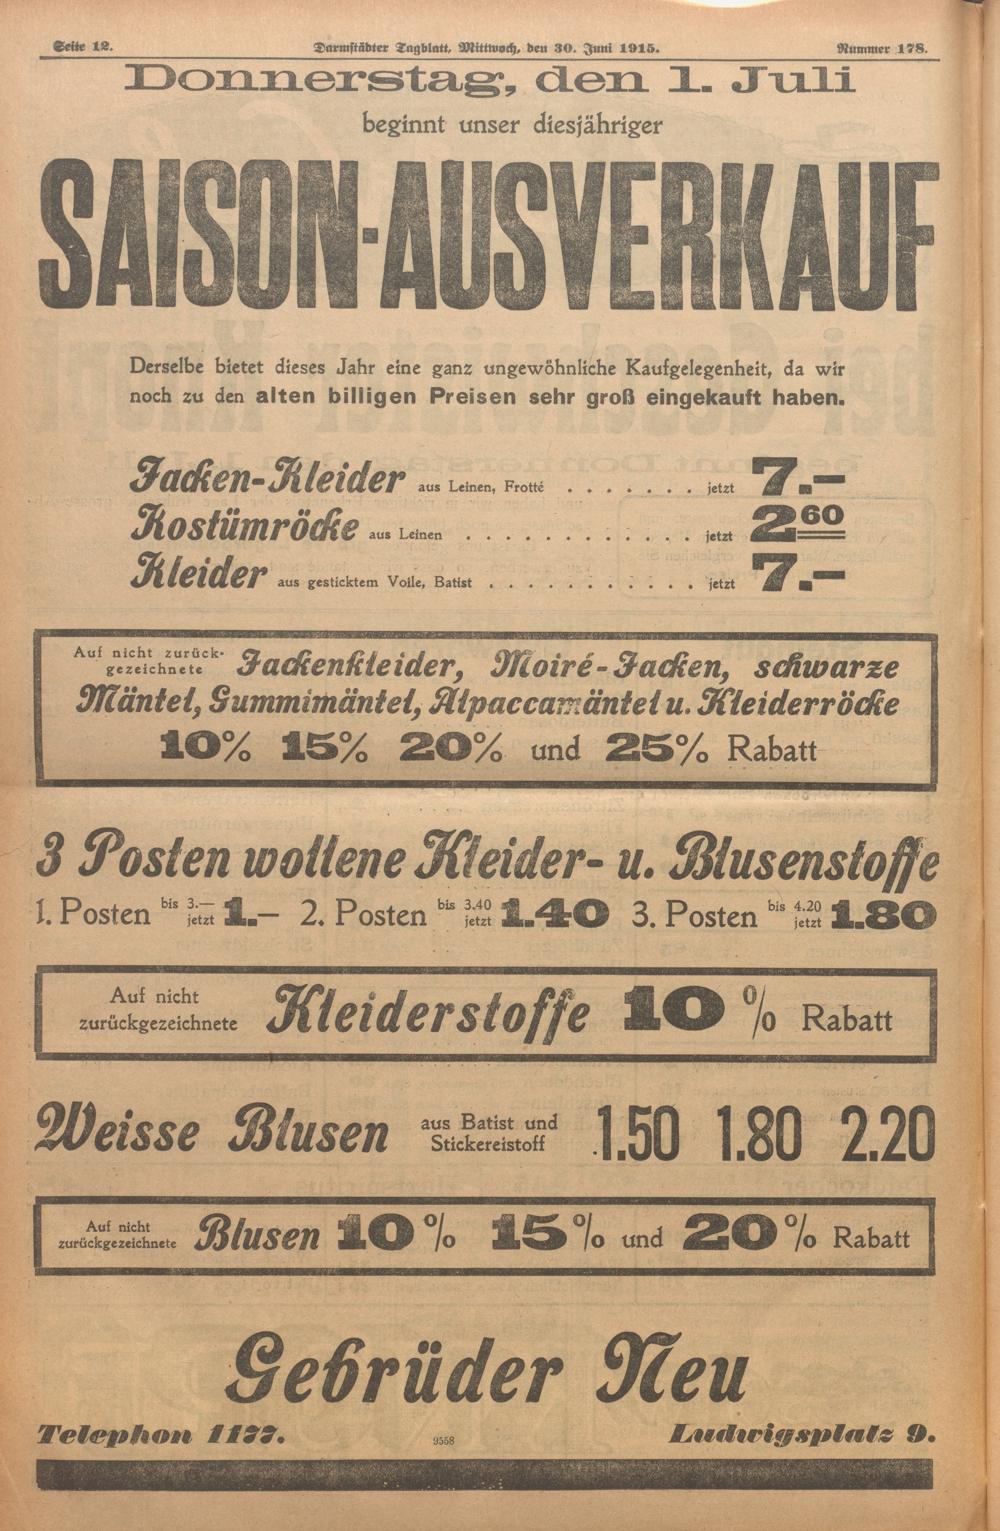 Seite 12.
Darmstädter Tagblatt, Mittwoch, den 30. Juni 1915.
Nummer 178.
Donnerstag, den 1. Juli
beginnt unser diesjähriger
SAISON-AUSVERKAUF
Derselbe bietet dieses Jahr eine ganz ungewöhnliche Kaufgelegenheit, da wir
noch zu den alten billigen Preisen sehr groß eingekauft haben.
Jacken-Kleider aus Leinen, Frotté . . . . . . . jetzt 7.—
Kostümröcke aus Leinen . . . . . . . . . . . . . jetzt 2 60
Kleider aus gesticktem Voile, Batist . . . . . . . . . . . jetzt 7.—
Auf nicht zurück-
gezeichnete Jackenkleider, Moiré-Jacken, schwarze
Mäntel, Gummimäntel, Alpaccamäntel u. Kleiderröcke
10% 15% 20% und 25% Rabatt
3 Posten wollene Kleider- u. Blusenstoffe
1. Posten bis 3.— jetzt 1.— 2. Posten bis 3.40 jetzt 1.40 3. Posten bis 4.20 jetzt 1.80
Auf nicht
zurückgezeichnete Kleiderstoffe 10% Rabatt
Weisse Blusen aus Batist und
Stickereistoff 1.50 1.80 2.20
Auf nicht
zurückgezeichnete Blusen 10% 15% und 20% Rabatt
Gebrüder Neu
Telephon 1177.
9558
Ludwigsplatz 9.